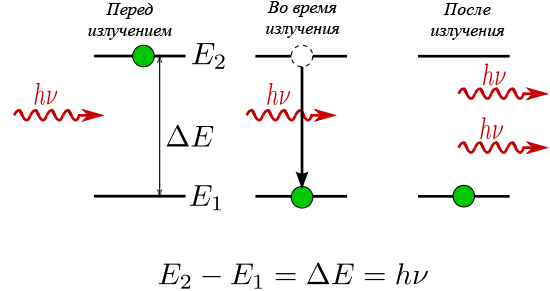 Перед
излучением
Во время
излучения
После
излучения
E₂
hν
hν
hν
hν
ΔE
E₁
E₂ − E₁ = ΔE = hν